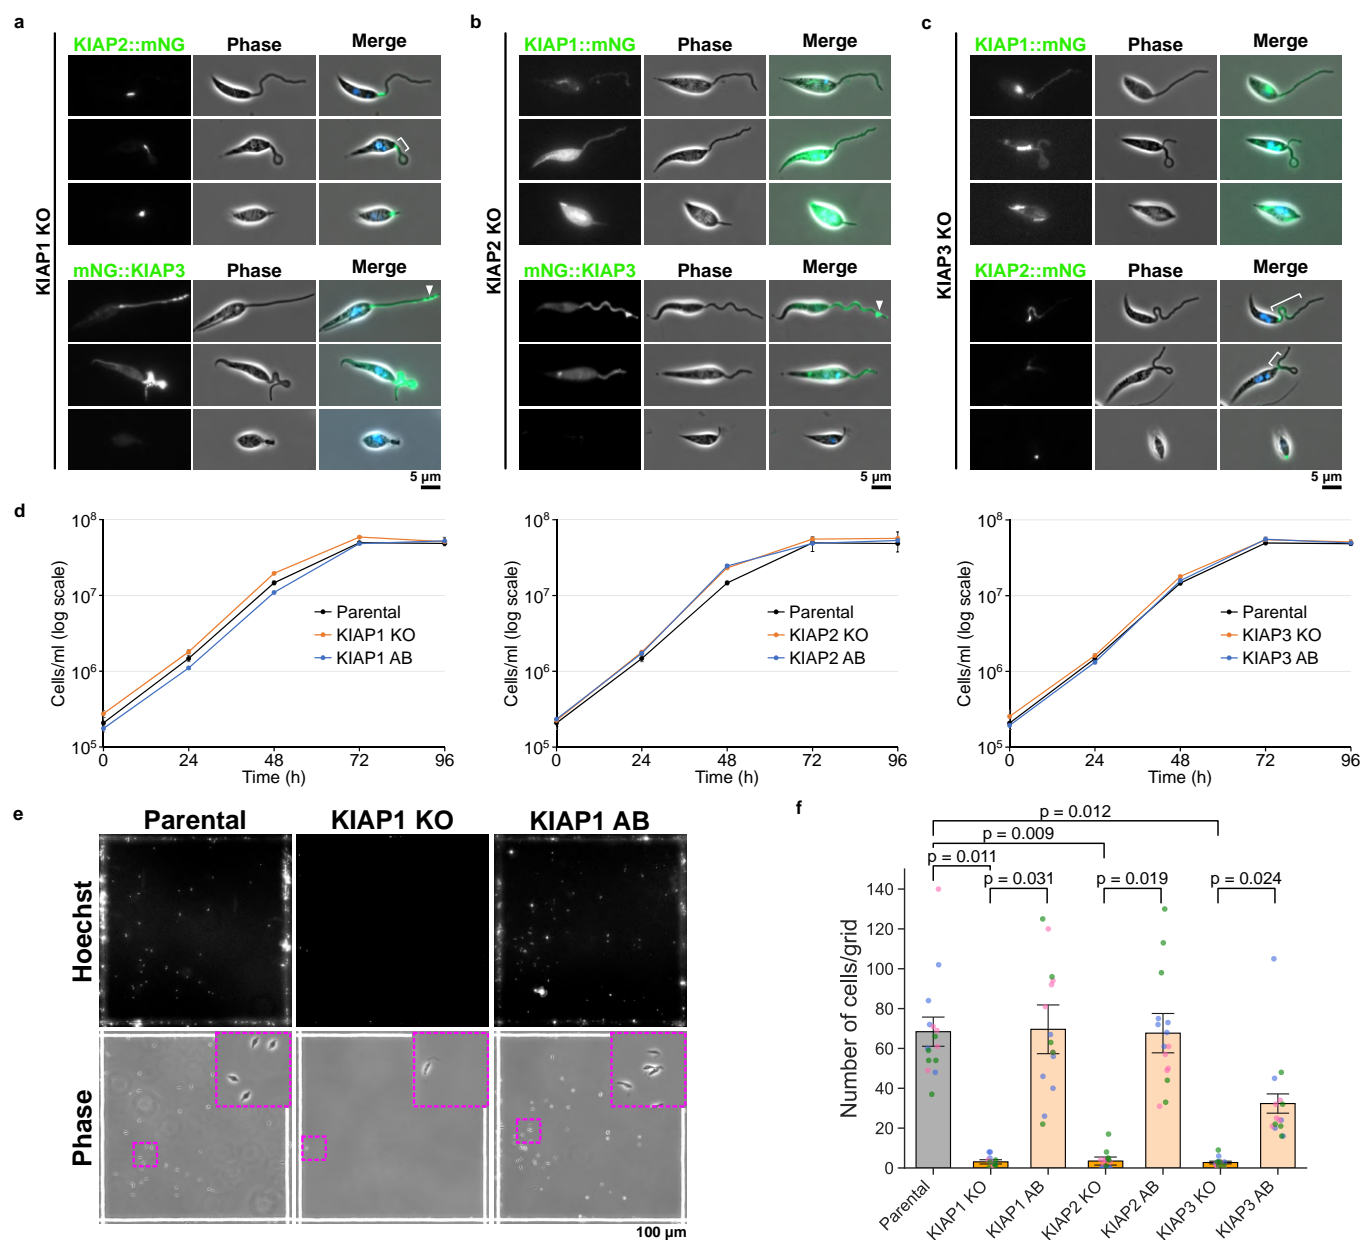 a
KIAP1 KO
KIAP2::mNG Phase Merge
mNG::KIAP3 Phase Merge
5 µm
b
KIAP2 KO
KIAP1::mNG Phase Merge
mNG::KIAP3 Phase Merge
5 µm
c
KIAP3 KO
KIAP1::mNG Phase Merge
KIAP2::mNG Phase Merge
5 µm
d
Cells/ml (log scale)
10⁸
10⁷
10⁶
10⁵
Parental
KIAP1 KO
KIAP1 AB
0 24 48 72 96
Time (h)
Cells/ml (log scale)
10⁸
10⁷
10⁶
10⁵
Parental
KIAP2 KO
KIAP2 AB
0 24 48 72 96
Time (h)
Cells/ml (log scale)
10⁸
10⁷
10⁶
10⁵
Parental
KIAP3 KO
KIAP3 AB
0 24 48 72 96
Time (h)
e
Parental KIAP1 KO KIAP1 AB
Hoechst
Phase
100 µm
f
p = 0.012
p = 0.009
p = 0.011
p = 0.031 p = 0.019 p = 0.024
Number of cells/grid
140
120
100
80
60
40
20
0
Parental KIAP1 KO KIAP1 AB KIAP2 KO KIAP2 AB KIAP3 KO KIAP3 AB